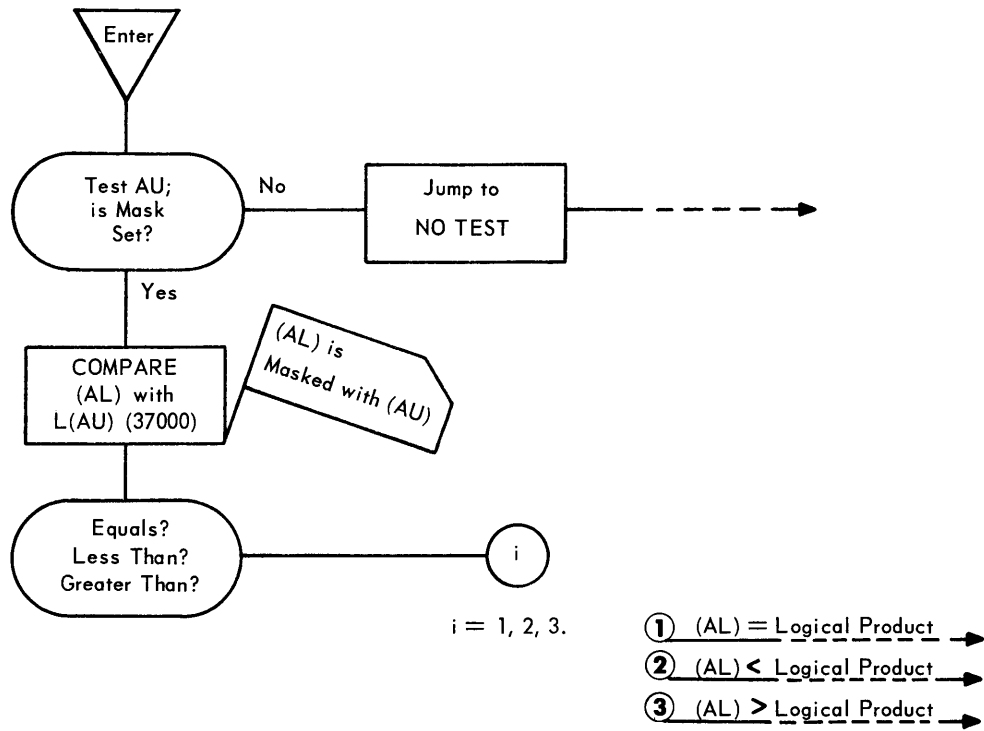 Enter
Test AU;
is Mask
Set?
No
Jump to
NO TEST
Yes
COMPARE
(AL) with
L(AU) (37000)
(AL) is
Masked with (AU)
Equals?
Less Than?
Greater Than?
i
i = 1, 2, 3.
1 (AL) = Logical Product
2 (AL) < Logical Product
3 (AL) > Logical Product